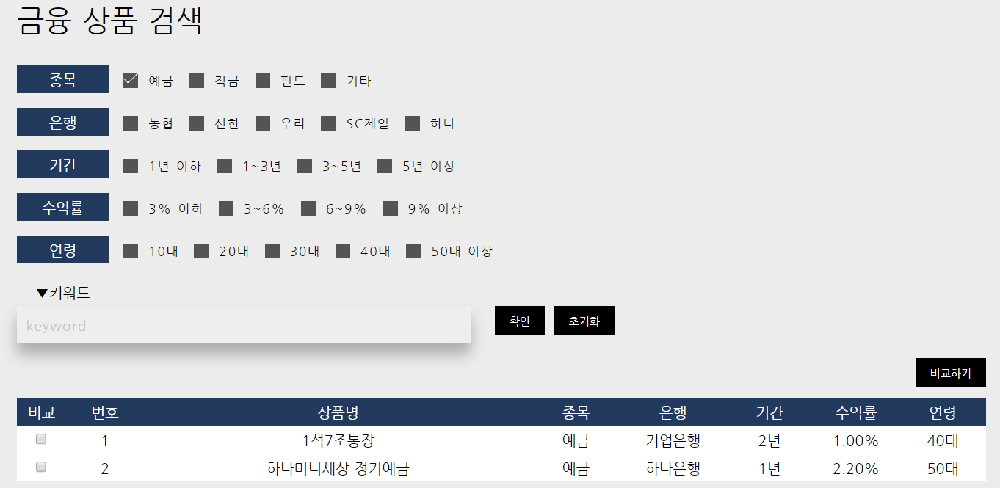 금융 상품 검색
종목 예금 적금 펀드 기타
은행 농협 신한 우리 SC제일 하나
기간 1년 이하 1~3년 3~5년 5년 이상
수익률 3% 이하 3~6% 6~9% 9% 이상
연령 10대 20대 30대 40대 50대 이상
▼키워드
keyword 확인 초기화
비교하기
비교 번호 상품명 종목 은행 기간 수익률 연령
1 1석7조통장 예금 기업은행 2년 1.00% 40대
2 하나머니세상 정기예금 예금 하나은행 1년 2.20% 50대